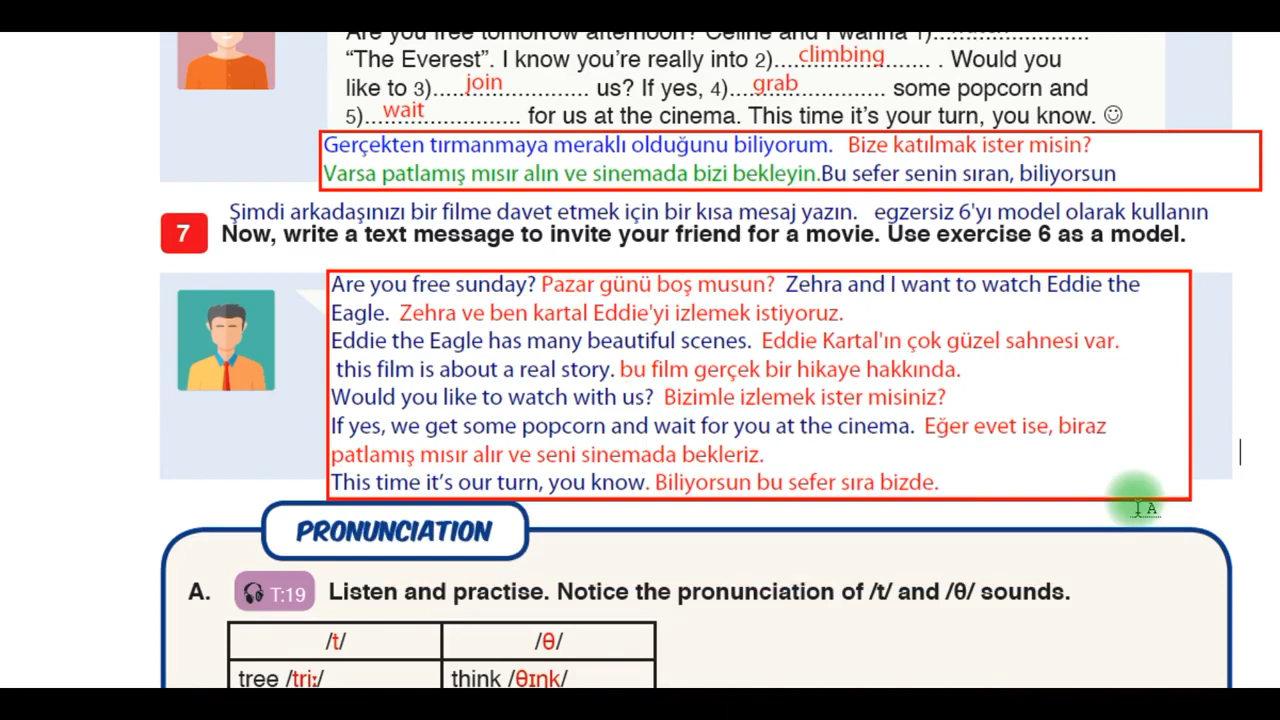 Are you free tomorrow afternoon? Celine and I wanna 1)..............................
“The Everest”. I know you’re really into 2)....climbing.... . Would you
like to 3)....join.... us? If yes, 4)....grab.... some popcorn and
5)....wait.... for us at the cinema. This time it’s your turn, you know. ☺
Gerçekten tırmanmaya meraklı olduğunu biliyorum. Bize katılmak ister misin?
Varsa patlamış mısır alın ve sinemada bizi bekleyin.Bu sefer senin sıran, biliyorsun
Şimdi arkadaşınızı bir filme davet etmek için bir kısa mesaj yazın. egzersiz 6'yı model olarak kullanın
7 Now, write a text message to invite your friend for a movie. Use exercise 6 as a model.
Are you free sunday? Pazar günü boş musun? Zehra and I want to watch Eddie the
Eagle. Zehra ve ben kartal Eddie'yi izlemek istiyoruz.
Eddie the Eagle has many beautiful scenes. Eddie Kartal'ın çok güzel sahnesi var.
this film is about a real story. bu film gerçek bir hikaye hakkında.
Would you like to watch with us? Bizimle izlemek ister misiniz?
If yes, we get some popcorn and wait for you at the cinema. Eğer evet ise, biraz
patlamış mısır alır ve seni sinemada bekleriz.
This time it’s our turn, you know. Biliyorsun bu sefer sıra bizde.
PRONUNCIATION
A. T:19 Listen and practise. Notice the pronunciation of /t/ and /θ/ sounds.
/t/ /θ/
tree /triː/ think /θɪŋk/